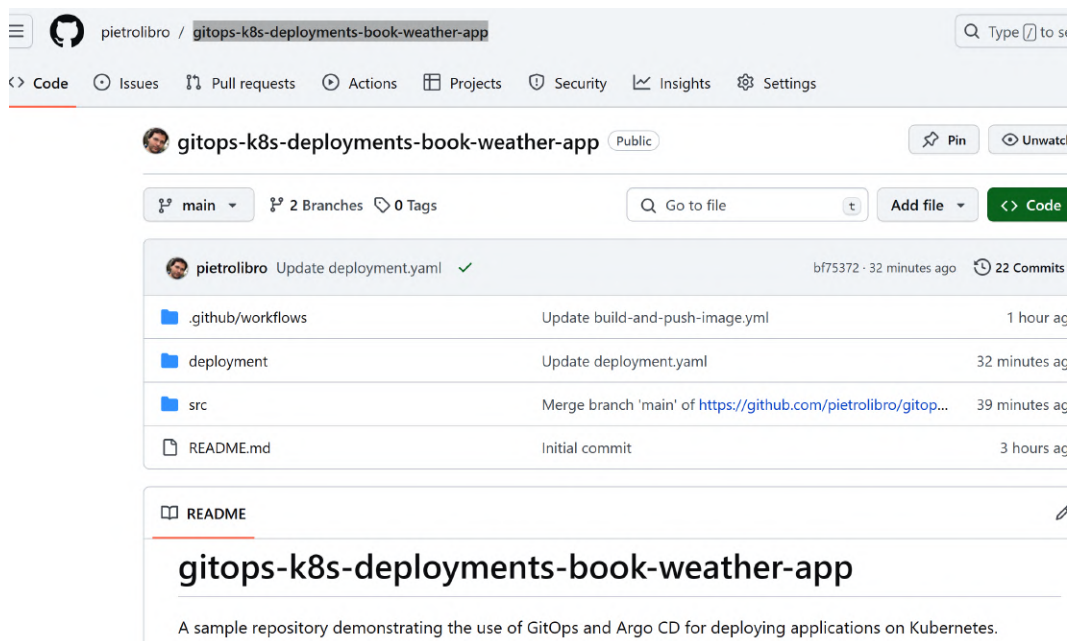 pietrolibro / gitops-k8s-deployments-book-weather-app Type / to se
Code Issues Pull requests Actions Projects Security Insights Settings
gitops-k8s-deployments-book-weather-app Public Pin Unwatch
main 2 Branches 0 Tags Go to file t Add file Code
pietrolibro Update deployment.yaml bf75372 · 32 minutes ago 22 Commits
.github/workflows Update build-and-push-image.yml 1 hour ag
deployment Update deployment.yaml 32 minutes ag
src Merge branch 'main' of https://github.com/pietrolibro/gitop... 39 minutes ag
README.md Initial commit 3 hours ag
README
gitops-k8s-deployments-book-weather-app
A sample repository demonstrating the use of GitOps and Argo CD for deploying applications on Kubernetes.